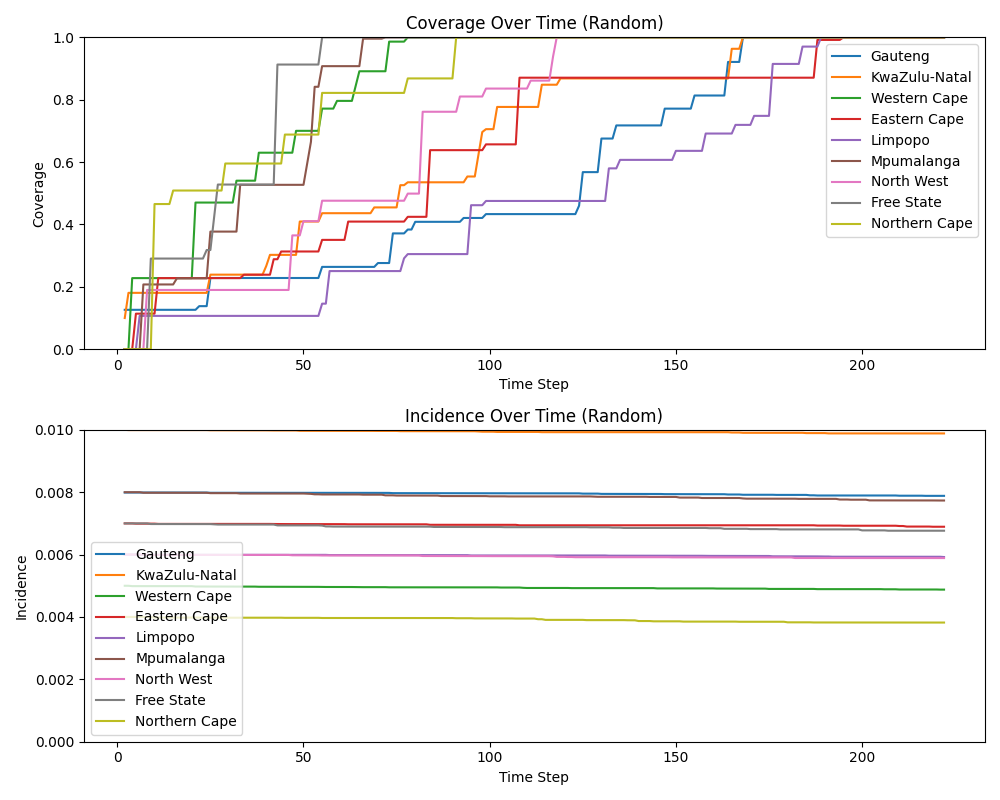 Coverage Over Time (Random)
1.0
0.8
0.6
0.4
0.2
0.0
Coverage
Gauteng
KwaZulu-Natal
Western Cape
Eastern Cape
Limpopo
Mpumalanga
North West
Free State
Northern Cape
0 50 100 150 200
Time Step
Incidence Over Time (Random)
0.010
0.008
0.006
0.004
0.002
0.000
Incidence
Gauteng
KwaZulu-Natal
Western Cape
Eastern Cape
Limpopo
Mpumalanga
North West
Free State
Northern Cape
0 50 100 150 200
Time Step